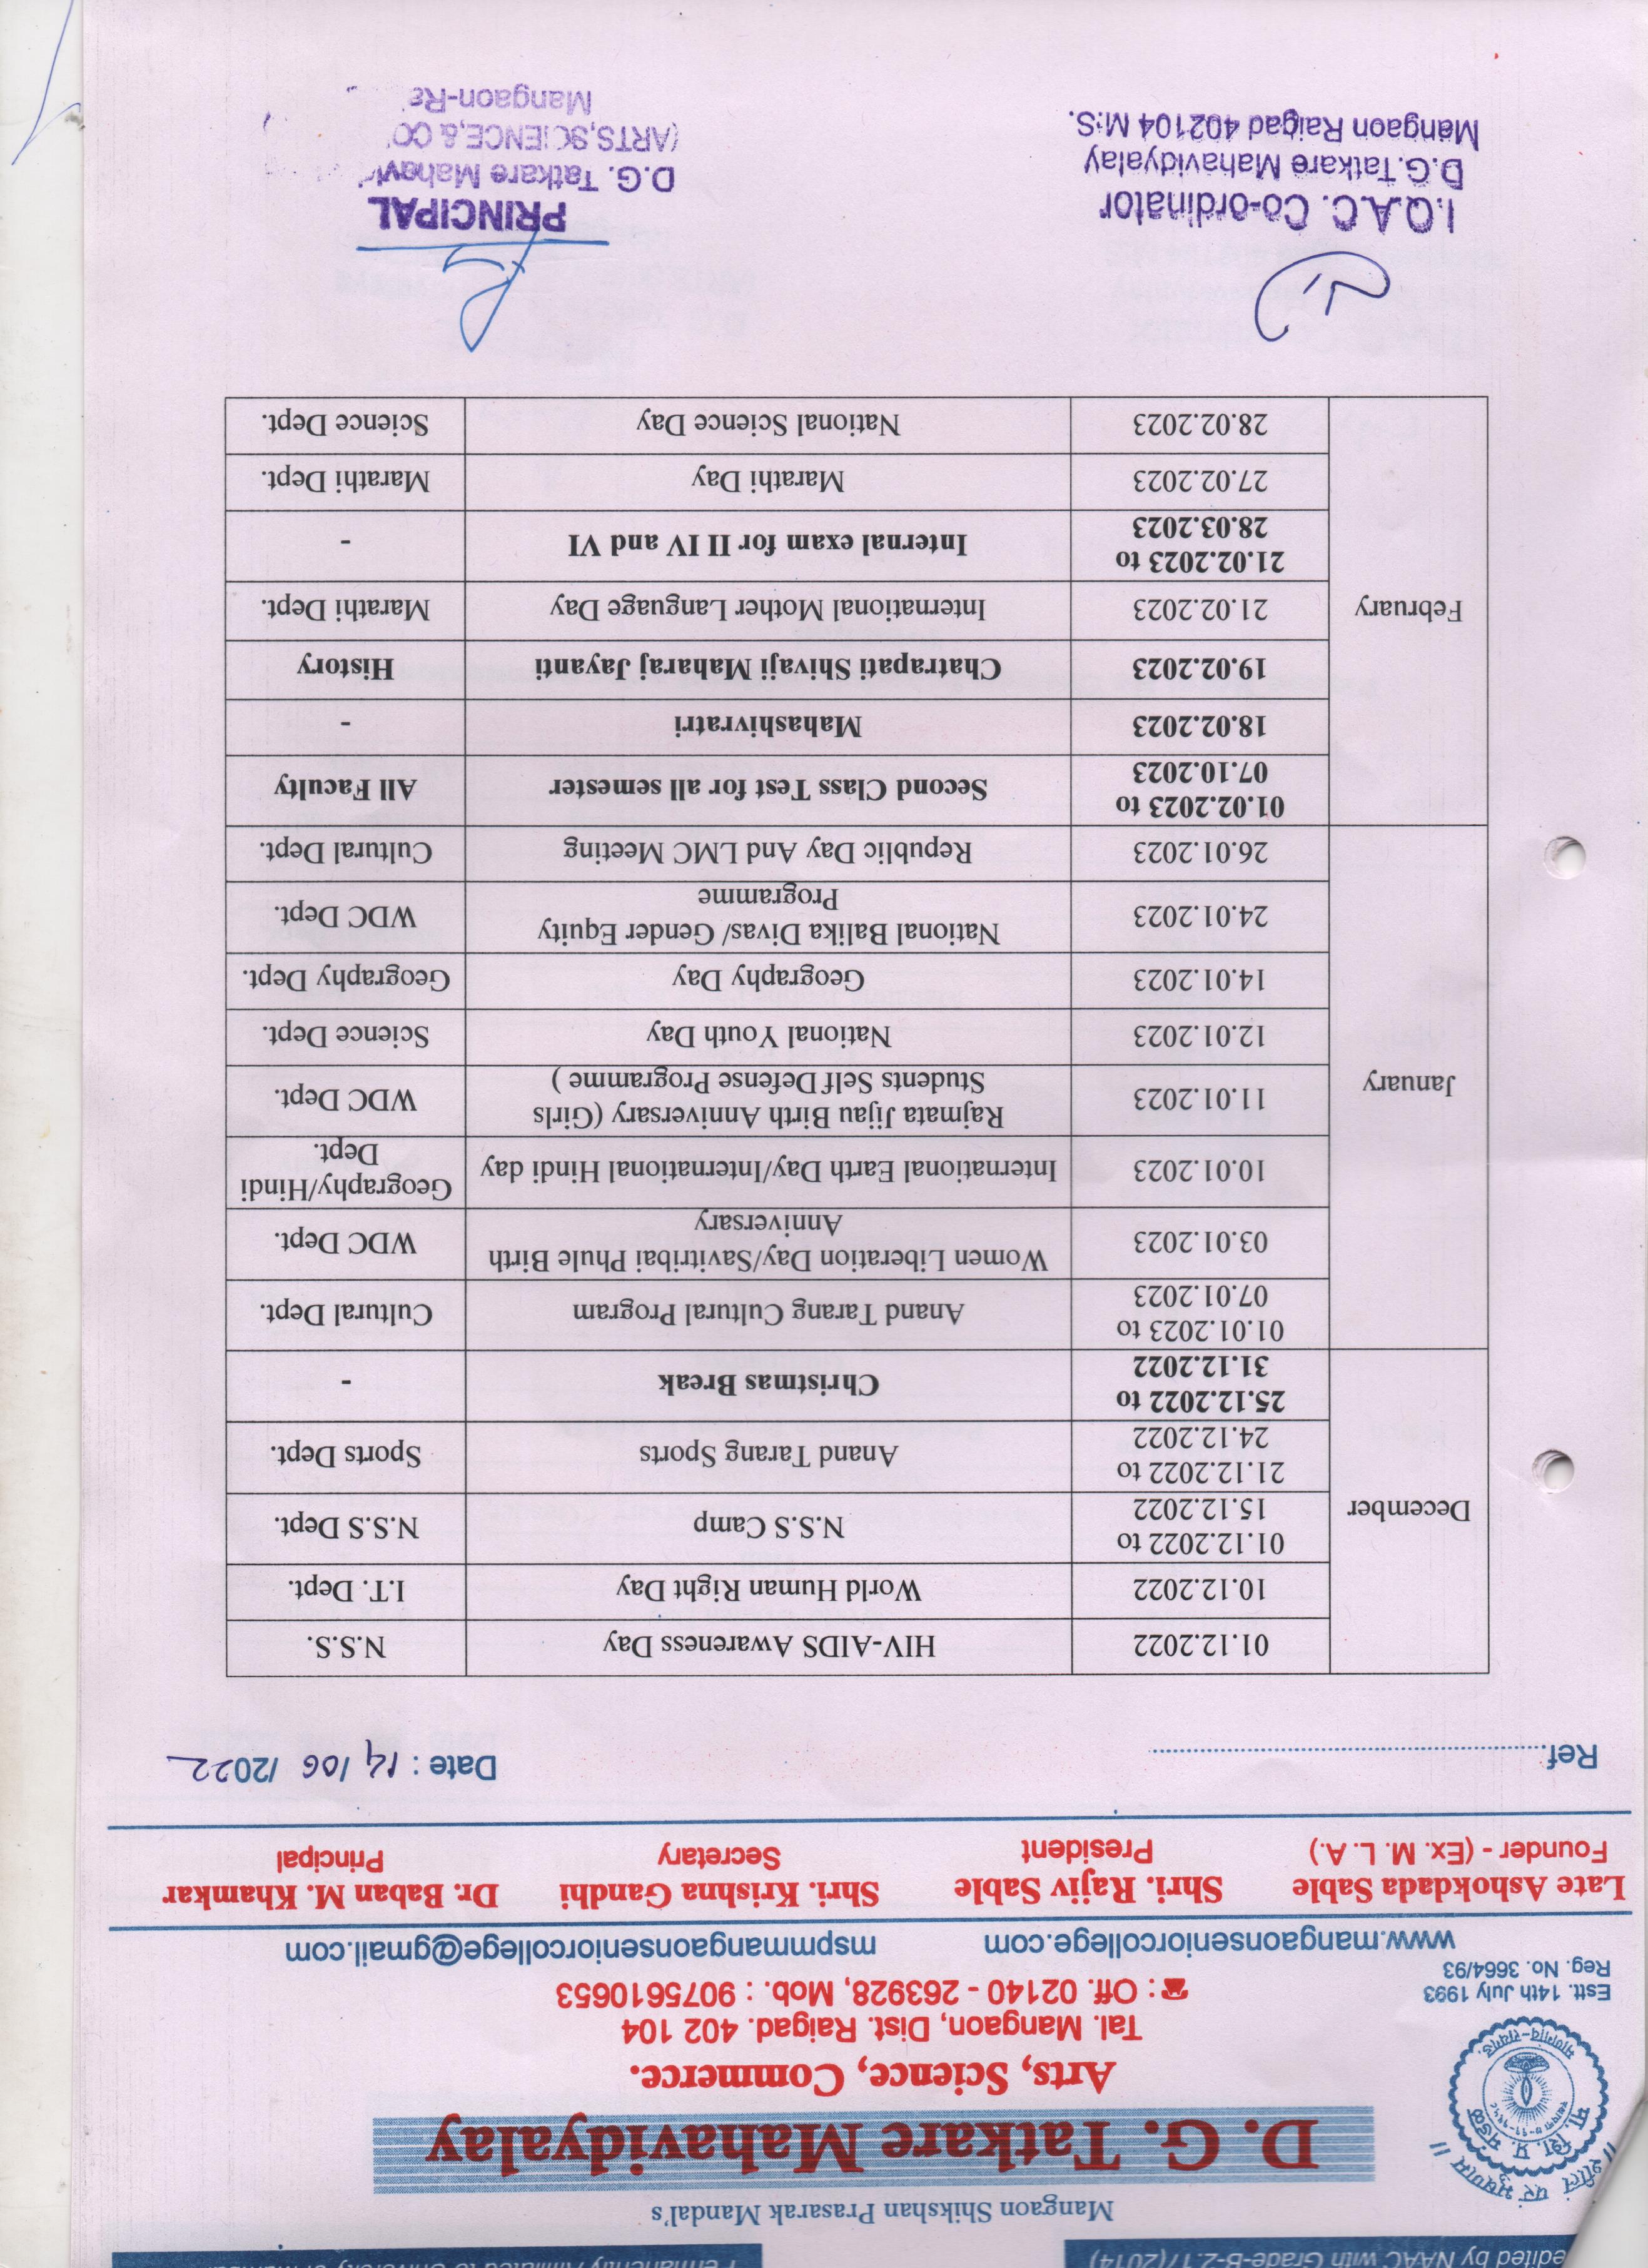 edited by NAAC with Grade-B-2.17(2014)
Mangaon Shikshan Prasarak Mandal's
D. G. Tatkare Mahavidyalay
Arts, Science, Commerce.
Tal. Mangaon, Dist. Raigad. 402 104
☎: Off. 02140 - 263928, Mob. : 9075610653
www.mangaonseniorcollege.com mspmmangaonseniorcollege@gmail.com
॥ शीलं परं भुषणाम ॥
मा. शि. प्र. मंडळ
माणगांव-रायगड.
Estt. 14th July 1993
Reg. No. 3664/93
Late Ashokdada Sable Shri. Rajiv Sable Shri. Krishna Gandhi Dr. Baban M. Khamkar
Founder - (Ex. M. L. A.) President Secretary Principal
Ref. Date : 14 /06 /2022
December
01.12.2022 HIV-AIDS Awareness Day N.S.S.
10.12.2022 World Human Right Day I.T. Dept.
01.12.2022 to
15.12.2022 N.S.S Camp N.S.S Dept.
21.12.2022 to
24.12.2022 Anand Tarang Sports Sports Dept.
25.12.2022 to
31.12.2022 Christmas Break -
January
01.01.2023 to
07.01.2023 Anand Tarang Cultural Program Cultural Dept.
03.01.2023 Women Liberation Day/Savitribai Phule Birth
Anniversary WDC Dept.
10.01.2023 International Earth Day/International Hindi day Geography/Hindi
Dept.
11.01.2023 Rajmata Jijau Birth Anniversary (Girls
Students Self Defense Programme ) WDC Dept.
12.01.2023 National Youth Day Science Dept.
14.01.2023 Geography Day Geography Dept.
24.01.2023 National Balika Divas/ Gender Equity
Programme WDC Dept.
26.01.2023 Republic Day And LMC Meeting Cultural Dept.
February
01.02.2023 to
07.10.2023 Second Class Test for all semester All Faculty
18.02.2023 Mahashivratri -
19.02.2023 Chatrapati Shivaji Maharaj Jayanti History
21.02.2023 International Mother Language Day Marathi Dept.
21.02.2023 to
28.03.2023 Internal exam for II IV and VI -
27.02.2023 Marathi Day Marathi Dept.
28.02.2023 National Science Day Science Dept.
I.Q.A.C. Co-ordinator
D.G.Tatkare Mahavidyalay
Mangaon Raigad 402104 M.S.
PRINCIPAL
D.G. Tatkare
(ARTS,SCIENCE,&
Mangaon-